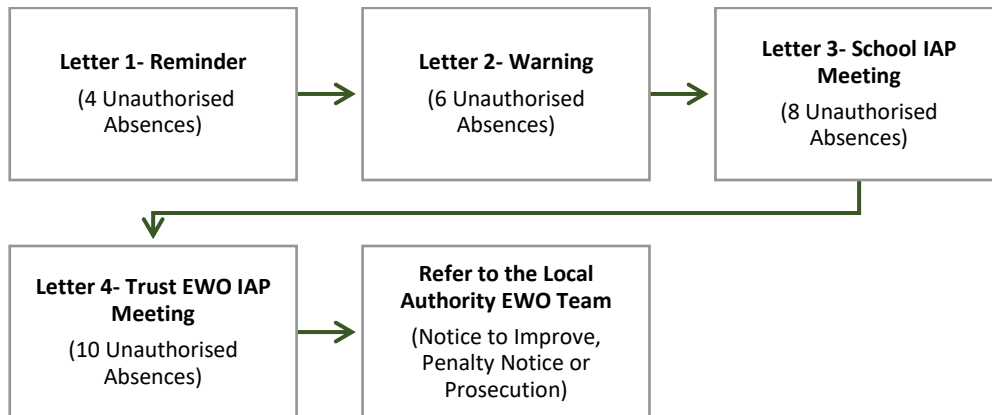 Letter 1- Reminder
(4 Unauthorised
Absences)
Letter 2- Warning
(6 Unauthorised
Absences)
Letter 3- School IAP
Meeting
(8 Unauthorised
Absences)
Letter 4- Trust EWO IAP
Meeting
(10 Unauthorised
Absences)
Refer to the Local
Authority EWO Team
(Notice to Improve,
Penalty Notice or
Prosecution)